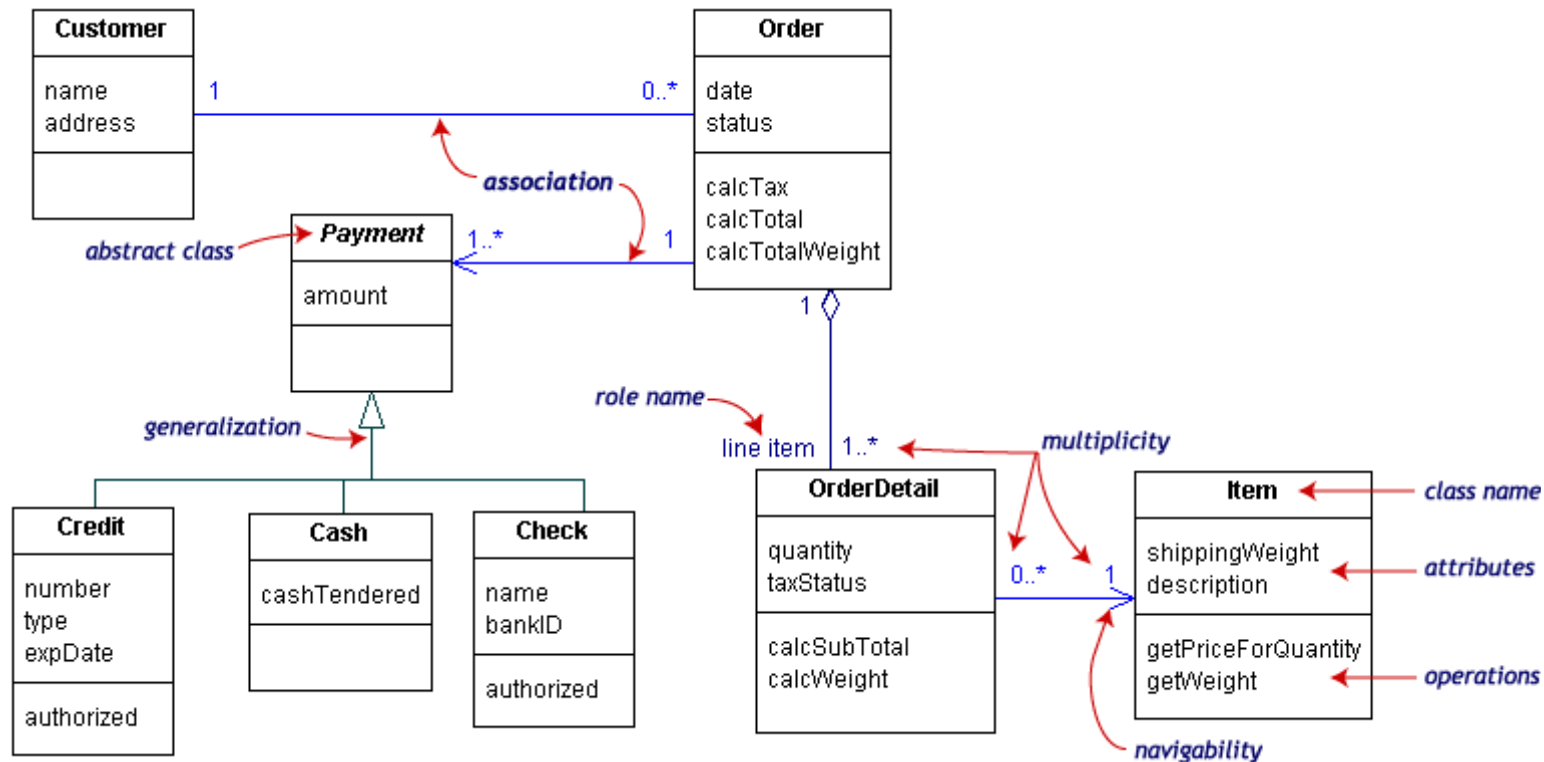 Customer
name
address
1
0..*
Order
date
status
calcTax
calcTotal
calcTotalWeight
association
abstract class
Payment
amount
1..*
1
1
generalization
role name
line item
1..*
multiplicity
Credit
number
type
expDate
authorized
Cash
cashTendered
Check
name
bankID
authorized
OrderDetail
quantity
taxStatus
calcSubTotal
calcWeight
0..*
1
Item
shippingWeight
description
getPriceForQuantity
getWeight
class name
attributes
operations
navigability